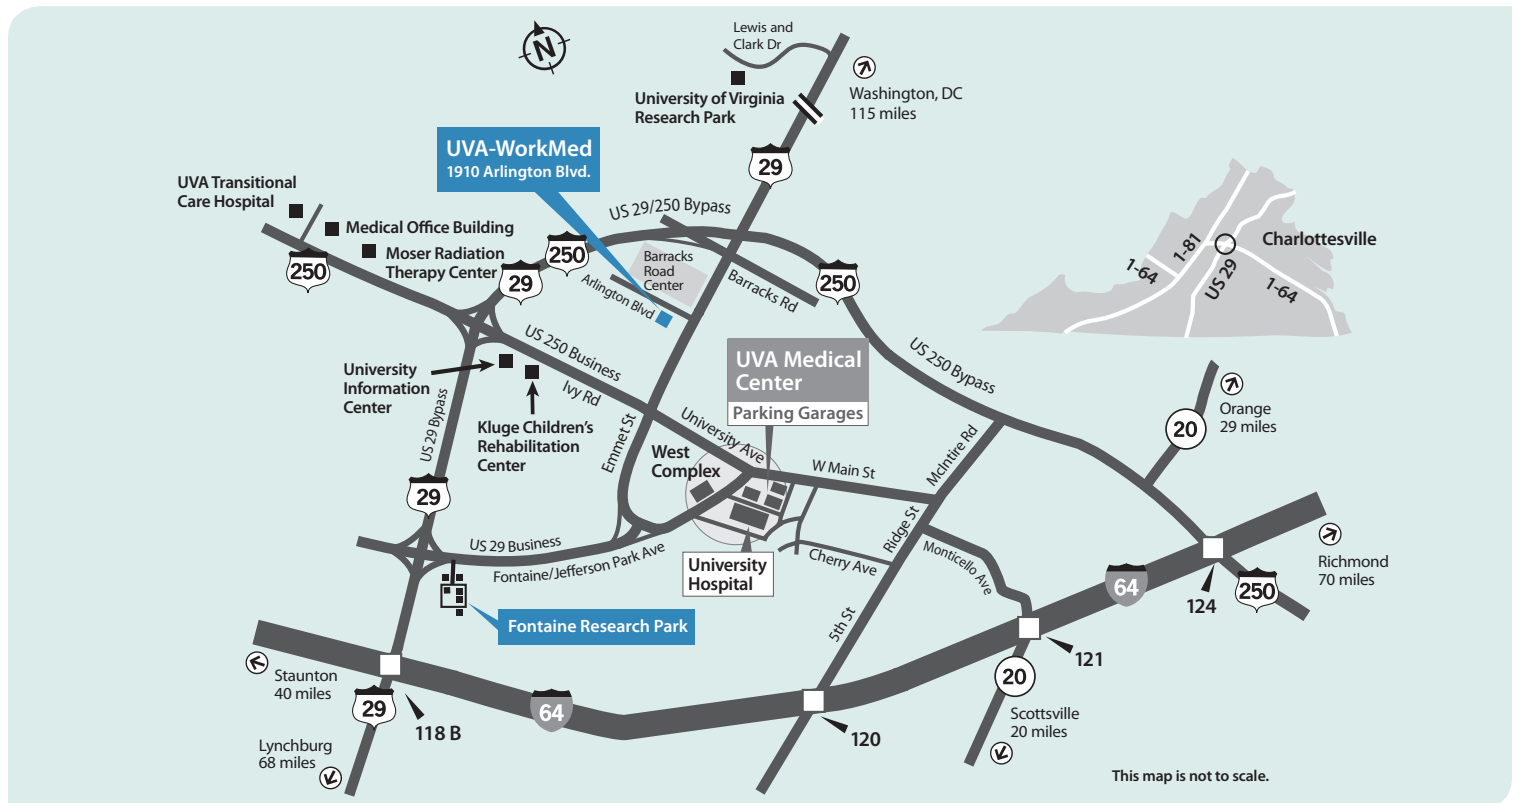 Lewis and
Clark Dr
N
Washington, DC
115 miles
University of Virginia
Research Park
UVA-WorkMed
1910 Arlington Blvd.
29
UVA Transitional
Care Hospital
US 29/250 Bypass
Medical Office Building
Moser Radiation
Therapy Center
250
250
29
Barracks
Road
Center
Arlington Blvd
Barracks Rd
250
Charlottesville
1-81
1-64
US 29
1-64
US 250 Business
Ivy Rd
University
Information
Center
Kluge Children's
Rehabilitation
Center
UVA Medical
Center
Parking Garages
US 250 Bypass
Orange
29 miles
20
US 29 Bypass
Emmet St
University Ave
West
Complex
W Main St
McIntire Rd
29
Ridge St
US 29 Business
Fontaine/Jefferson Park Ave
University
Hospital
Cherry Ave
Monticello Ave
Richmond
70 miles
64
124
250
Fontaine Research Park
5th St
121
Staunton
40 miles
20
29
64
118 B
120
Scottsville
20 miles
Lynchburg
68 miles
This map is not to scale.